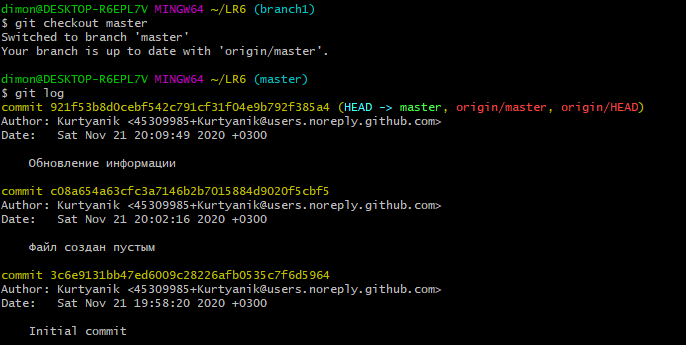 dimon@DESKTOP-R6EPL7V MINGW64 ~/LR6 (branch1)
$ git checkout master
Switched to branch 'master'
Your branch is up to date with 'origin/master'.
dimon@DESKTOP-R6EPL7V MINGW64 ~/LR6 (master)
$ git log
commit 921f53b8d0cebf542c791cf31f04e9b792f385a4 (HEAD -> master, origin/master, origin/HEAD)
Author: Kurtyanik <45309985+Kurtyanik@users.noreply.github.com>
Date:   Sat Nov 21 20:09:49 2020 +0300
Обновление информации
commit c08a654a63cfc3a7146b2b7015884d9020f5cbf5
Author: Kurtyanik <45309985+Kurtyanik@users.noreply.github.com>
Date:   Sat Nov 21 20:02:16 2020 +0300
Файл создан пустым
commit 3c6e9131bb47ed6009c28226afb0535c7f6d5964
Author: Kurtyanik <45309985+Kurtyanik@users.noreply.github.com>
Date:   Sat Nov 21 19:58:20 2020 +0300
Initial commit